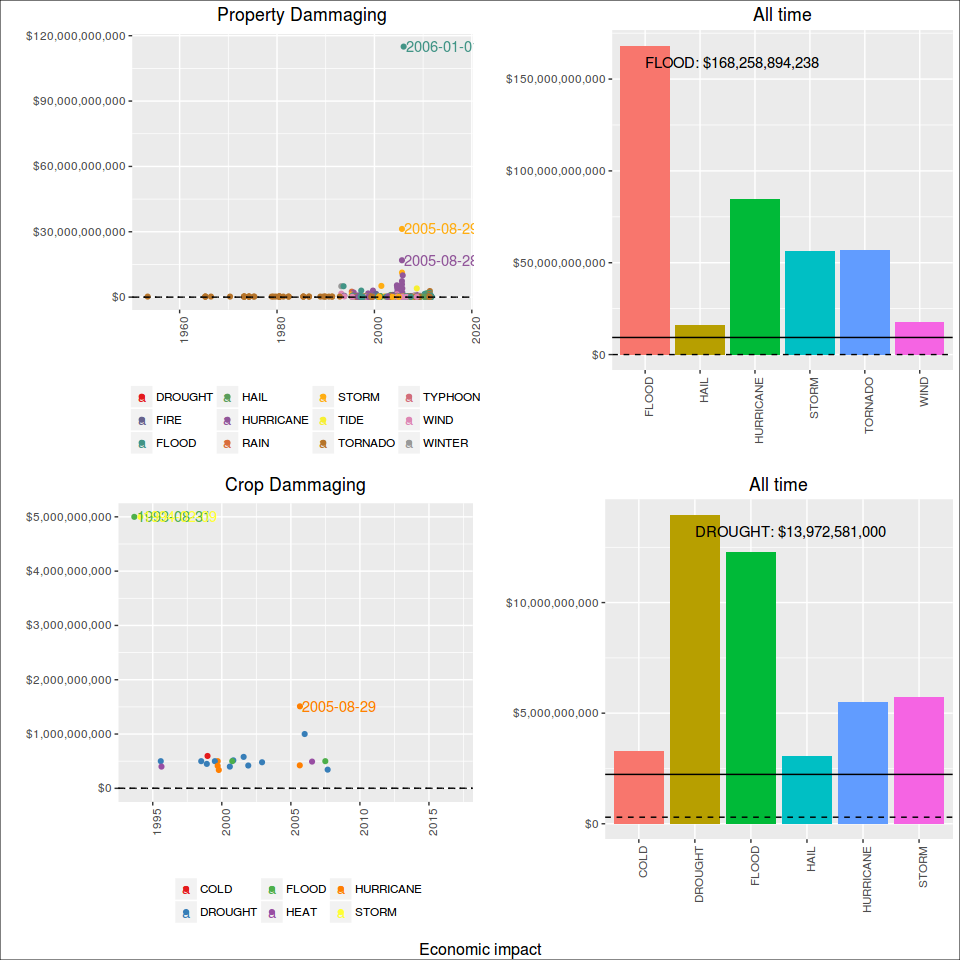 Property Dammaging
$120,000,000,000
$90,000,000,000
$60,000,000,000
$30,000,000,000
$0
2006-01-0
2005-08-29
2005-08-28
1960
1980
2000
2020
DROUGHT HAIL STORM TYPHOON
FIRE HURRICANE TIDE WIND
FLOOD RAIN TORNADO WINTER
All time
$150,000,000,000
$100,000,000,000
$50,000,000,000
$0
FLOOD: $168,258,894,238
FLOOD
HAIL
HURRICANE
STORM
TORNADO
WIND
Crop Dammaging
$5,000,000,000
$4,000,000,000
$3,000,000,000
$2,000,000,000
$1,000,000,000
$0
1993-08-31
2005-08-29
1995
2000
2005
2010
2015
COLD FLOOD HURRICANE
DROUGHT HEAT STORM
All time
$10,000,000,000
$5,000,000,000
$0
DROUGHT: $13,972,581,000
COLD
DROUGHT
FLOOD
HAIL
HURRICANE
STORM
Economic impact